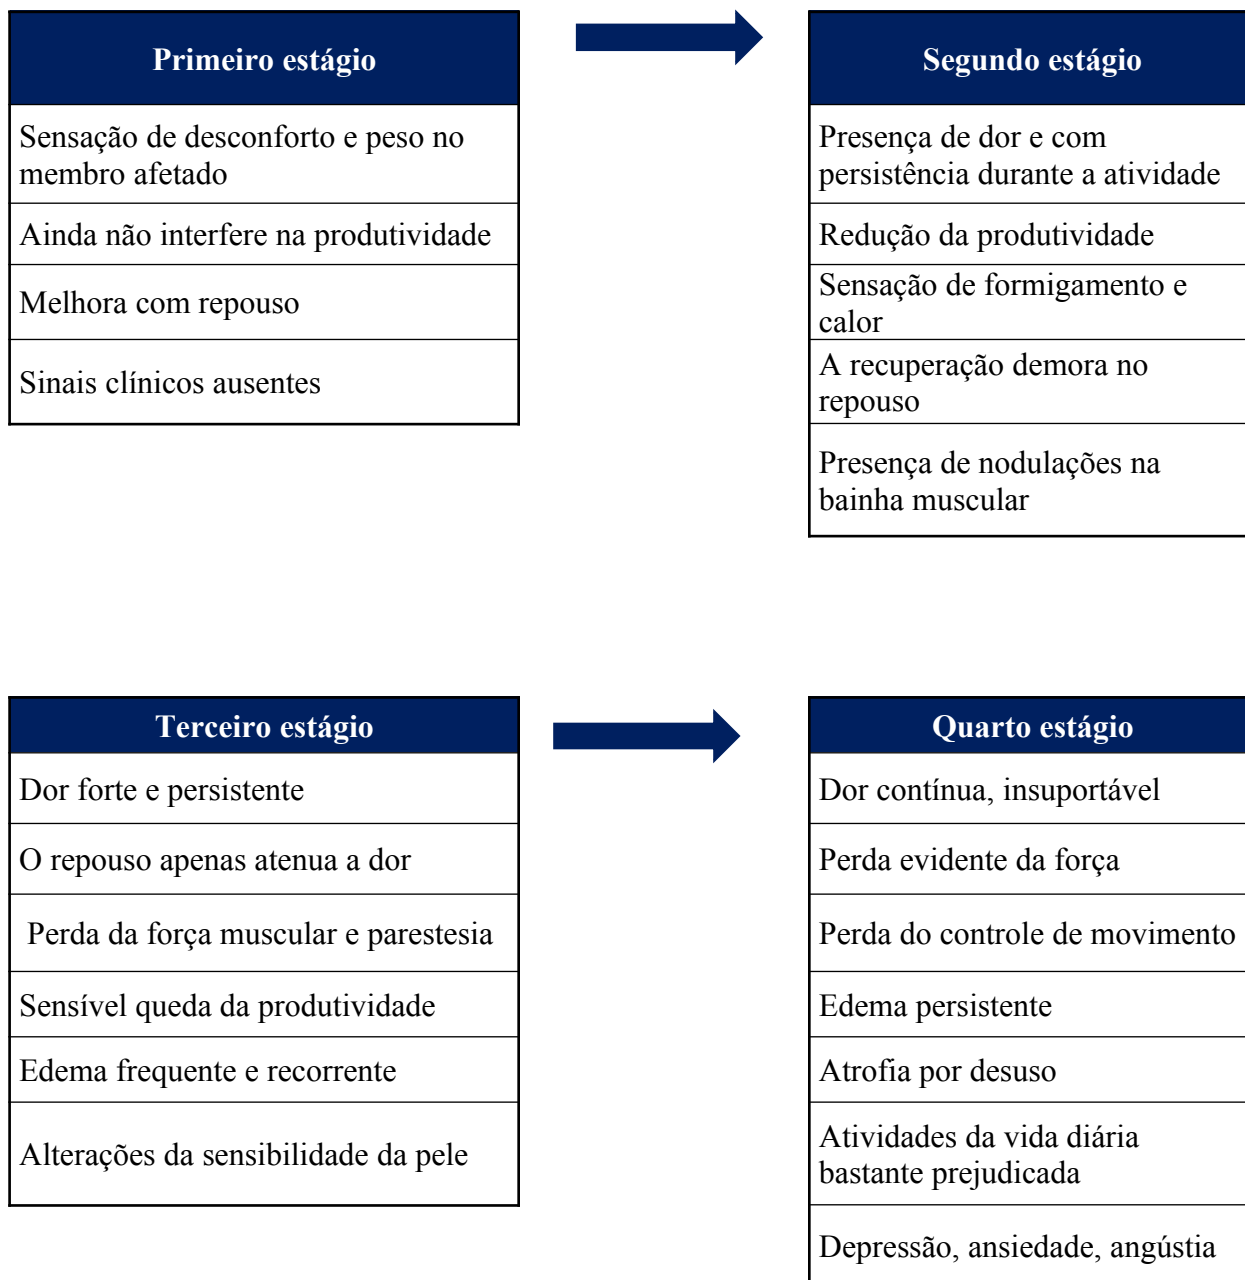 Primeiro estágio
Sensação de desconforto e peso no
membro afetado
Ainda não interfere na produtividade
Melhora com repouso
Sinais clínicos ausentes
Segundo estágio
Presença de dor e com
persistência durante a atividade
Redução da produtividade
Sensação de formigamento e
calor
A recuperação demora no
repouso
Presença de nodulações na
bainha muscular
Terceiro estágio
Dor forte e persistente
O repouso apenas atenua a dor
Perda da força muscular e parestesia
Sensível queda da produtividade
Edema frequente e recorrente
Alterações da sensibilidade da pele
Quarto estágio
Dor contínua, insuportável
Perda evidente da força
Perda do controle de movimento
Edema persistente
Atrofia por desuso
Atividades da vida diária
bastante prejudicada
Depressão, ansiedade, angústia